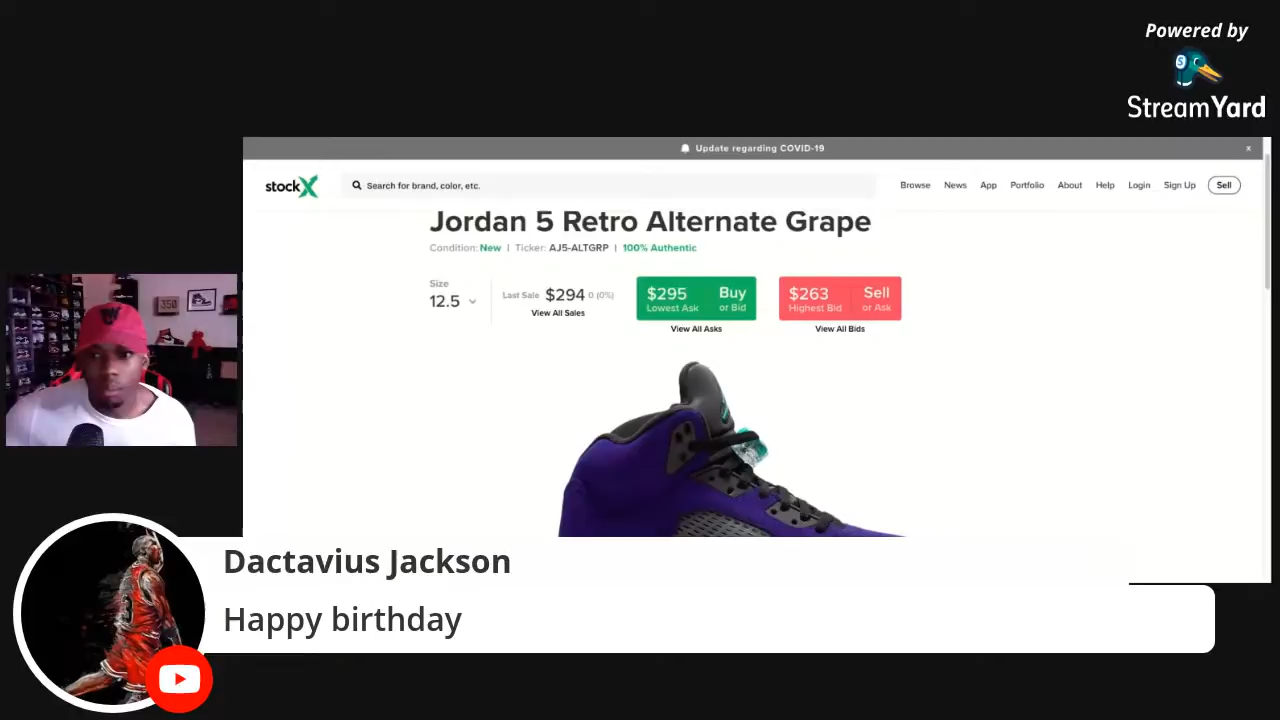 Powered by
StreamYard
Update regarding COVID-19 x
stockX Search for brand, color, etc. Browse News App Portfolio About Help Login Sign Up Sell
Jordan 5 Retro Alternate Grape
Condition: New | Ticker: AJ5-ALTGRP | 100% Authentic
Size
12.5
Last Sale $294 0 (0%)
View All Sales
$295 Buy
Lowest Ask or Bid
View All Asks
$263 Sell
Highest Bid or Ask
View All Bids
350
Dactavius Jackson
Happy birthday